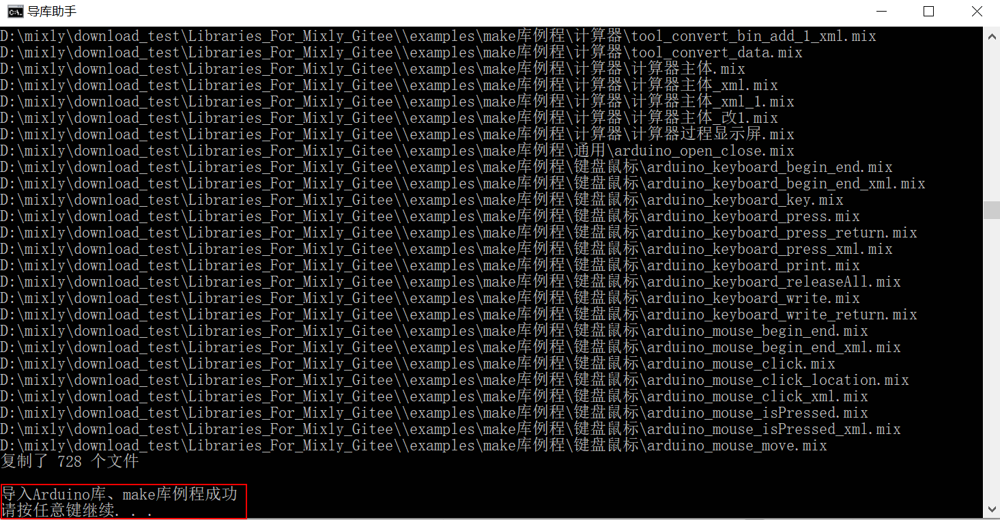 导库助手
D:\mixly\download_test\Libraries_For_Mixly_Gitee\\examples\make库例程\计算器\tool_convert_bin_add_1_xml.mix
D:\mixly\download_test\Libraries_For_Mixly_Gitee\\examples\make库例程\计算器\tool_convert_data.mix
D:\mixly\download_test\Libraries_For_Mixly_Gitee\\examples\make库例程\计算器\计算器主体.mix
D:\mixly\download_test\Libraries_For_Mixly_Gitee\\examples\make库例程\计算器\计算器主体_xml.mix
D:\mixly\download_test\Libraries_For_Mixly_Gitee\\examples\make库例程\计算器\计算器主体_xml_1.mix
D:\mixly\download_test\Libraries_For_Mixly_Gitee\\examples\make库例程\计算器\计算器主体_改1.mix
D:\mixly\download_test\Libraries_For_Mixly_Gitee\\examples\make库例程\计算器\计算器过程显示屏.mix
D:\mixly\download_test\Libraries_For_Mixly_Gitee\\examples\make库例程\通用\arduino_open_close.mix
D:\mixly\download_test\Libraries_For_Mixly_Gitee\\examples\make库例程\键盘鼠标\arduino_keyboard_begin_end.mix
D:\mixly\download_test\Libraries_For_Mixly_Gitee\\examples\make库例程\键盘鼠标\arduino_keyboard_begin_end_xml.mix
D:\mixly\download_test\Libraries_For_Mixly_Gitee\\examples\make库例程\键盘鼠标\arduino_keyboard_key.mix
D:\mixly\download_test\Libraries_For_Mixly_Gitee\\examples\make库例程\键盘鼠标\arduino_keyboard_press.mix
D:\mixly\download_test\Libraries_For_Mixly_Gitee\\examples\make库例程\键盘鼠标\arduino_keyboard_press_return.mix
D:\mixly\download_test\Libraries_For_Mixly_Gitee\\examples\make库例程\键盘鼠标\arduino_keyboard_press_xml.mix
D:\mixly\download_test\Libraries_For_Mixly_Gitee\\examples\make库例程\键盘鼠标\arduino_keyboard_print.mix
D:\mixly\download_test\Libraries_For_Mixly_Gitee\\examples\make库例程\键盘鼠标\arduino_keyboard_releaseAll.mix
D:\mixly\download_test\Libraries_For_Mixly_Gitee\\examples\make库例程\键盘鼠标\arduino_keyboard_write.mix
D:\mixly\download_test\Libraries_For_Mixly_Gitee\\examples\make库例程\键盘鼠标\arduino_keyboard_write_return.mix
D:\mixly\download_test\Libraries_For_Mixly_Gitee\\examples\make库例程\键盘鼠标\arduino_mouse_begin_end.mix
D:\mixly\download_test\Libraries_For_Mixly_Gitee\\examples\make库例程\键盘鼠标\arduino_mouse_begin_end_xml.mix
D:\mixly\download_test\Libraries_For_Mixly_Gitee\\examples\make库例程\键盘鼠标\arduino_mouse_click.mix
D:\mixly\download_test\Libraries_For_Mixly_Gitee\\examples\make库例程\键盘鼠标\arduino_mouse_click_location.mix
D:\mixly\download_test\Libraries_For_Mixly_Gitee\\examples\make库例程\键盘鼠标\arduino_mouse_click_xml.mix
D:\mixly\download_test\Libraries_For_Mixly_Gitee\\examples\make库例程\键盘鼠标\arduino_mouse_isPressed.mix
D:\mixly\download_test\Libraries_For_Mixly_Gitee\\examples\make库例程\键盘鼠标\arduino_mouse_isPressed_xml.mix
D:\mixly\download_test\Libraries_For_Mixly_Gitee\\examples\make库例程\键盘鼠标\arduino_mouse_move.mix
复制了 728 个文件
导入Arduino库、make库例程成功
请按任意键继续. . .